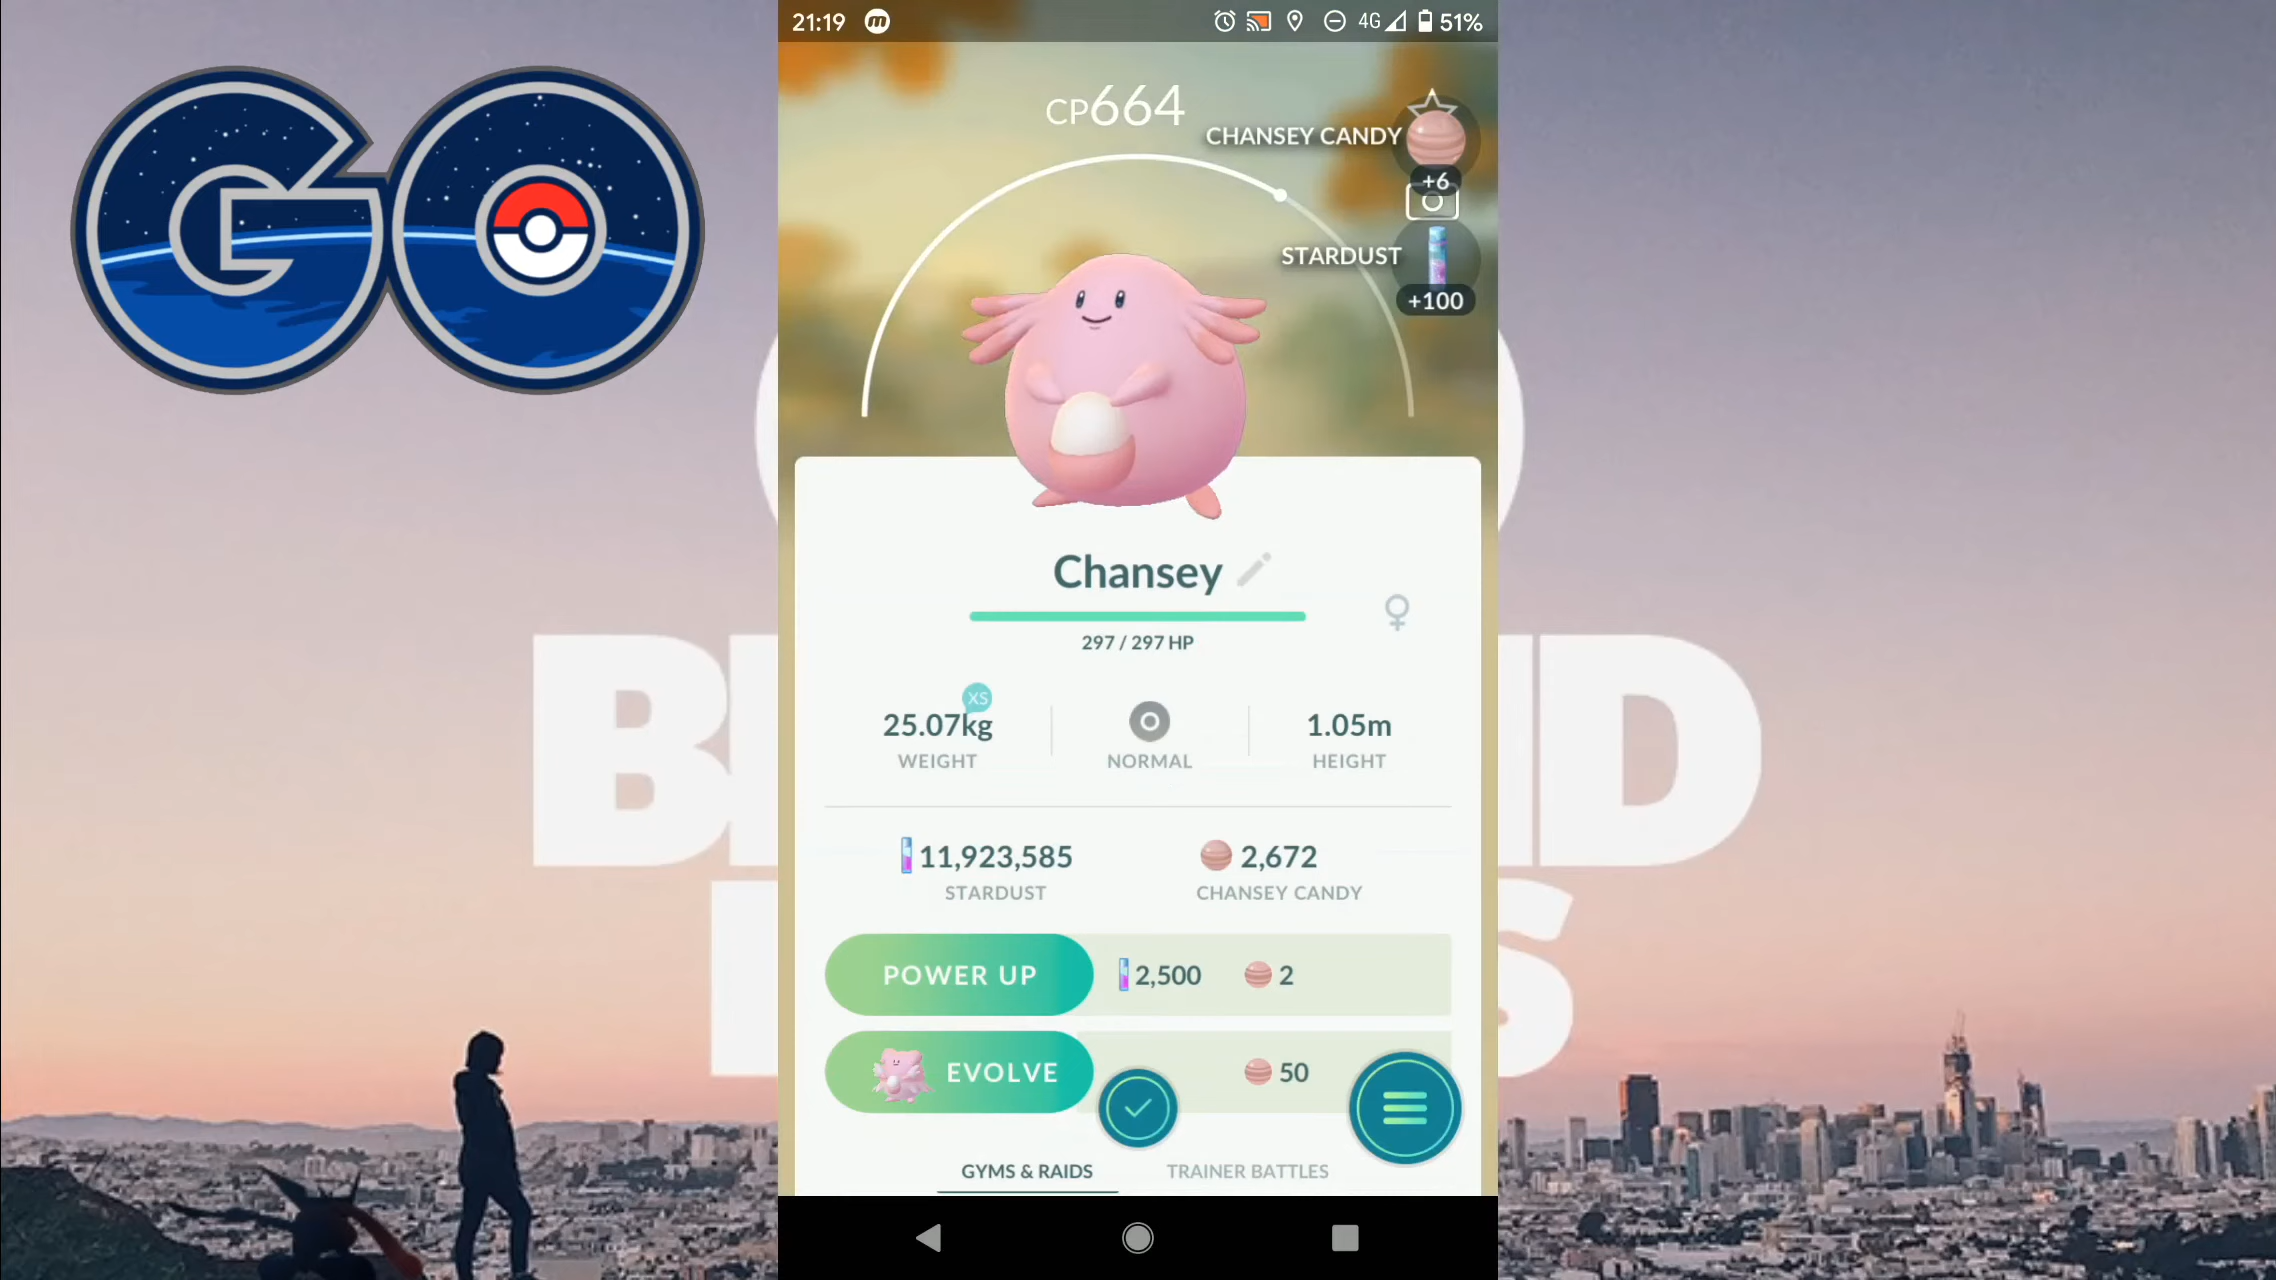 GO
21:19
4G
51%
CP664
CHANSEY CANDY
+6
STARDUST
+100
Chansey
297 / 297 HP
XS
25.07kg
WEIGHT
NORMAL
1.05m
HEIGHT
11,923,585
STARDUST
2,672
CHANSEY CANDY
POWER UP
2,500
2
EVOLVE
50
GYMS & RAIDS
TRAINER BATTLES